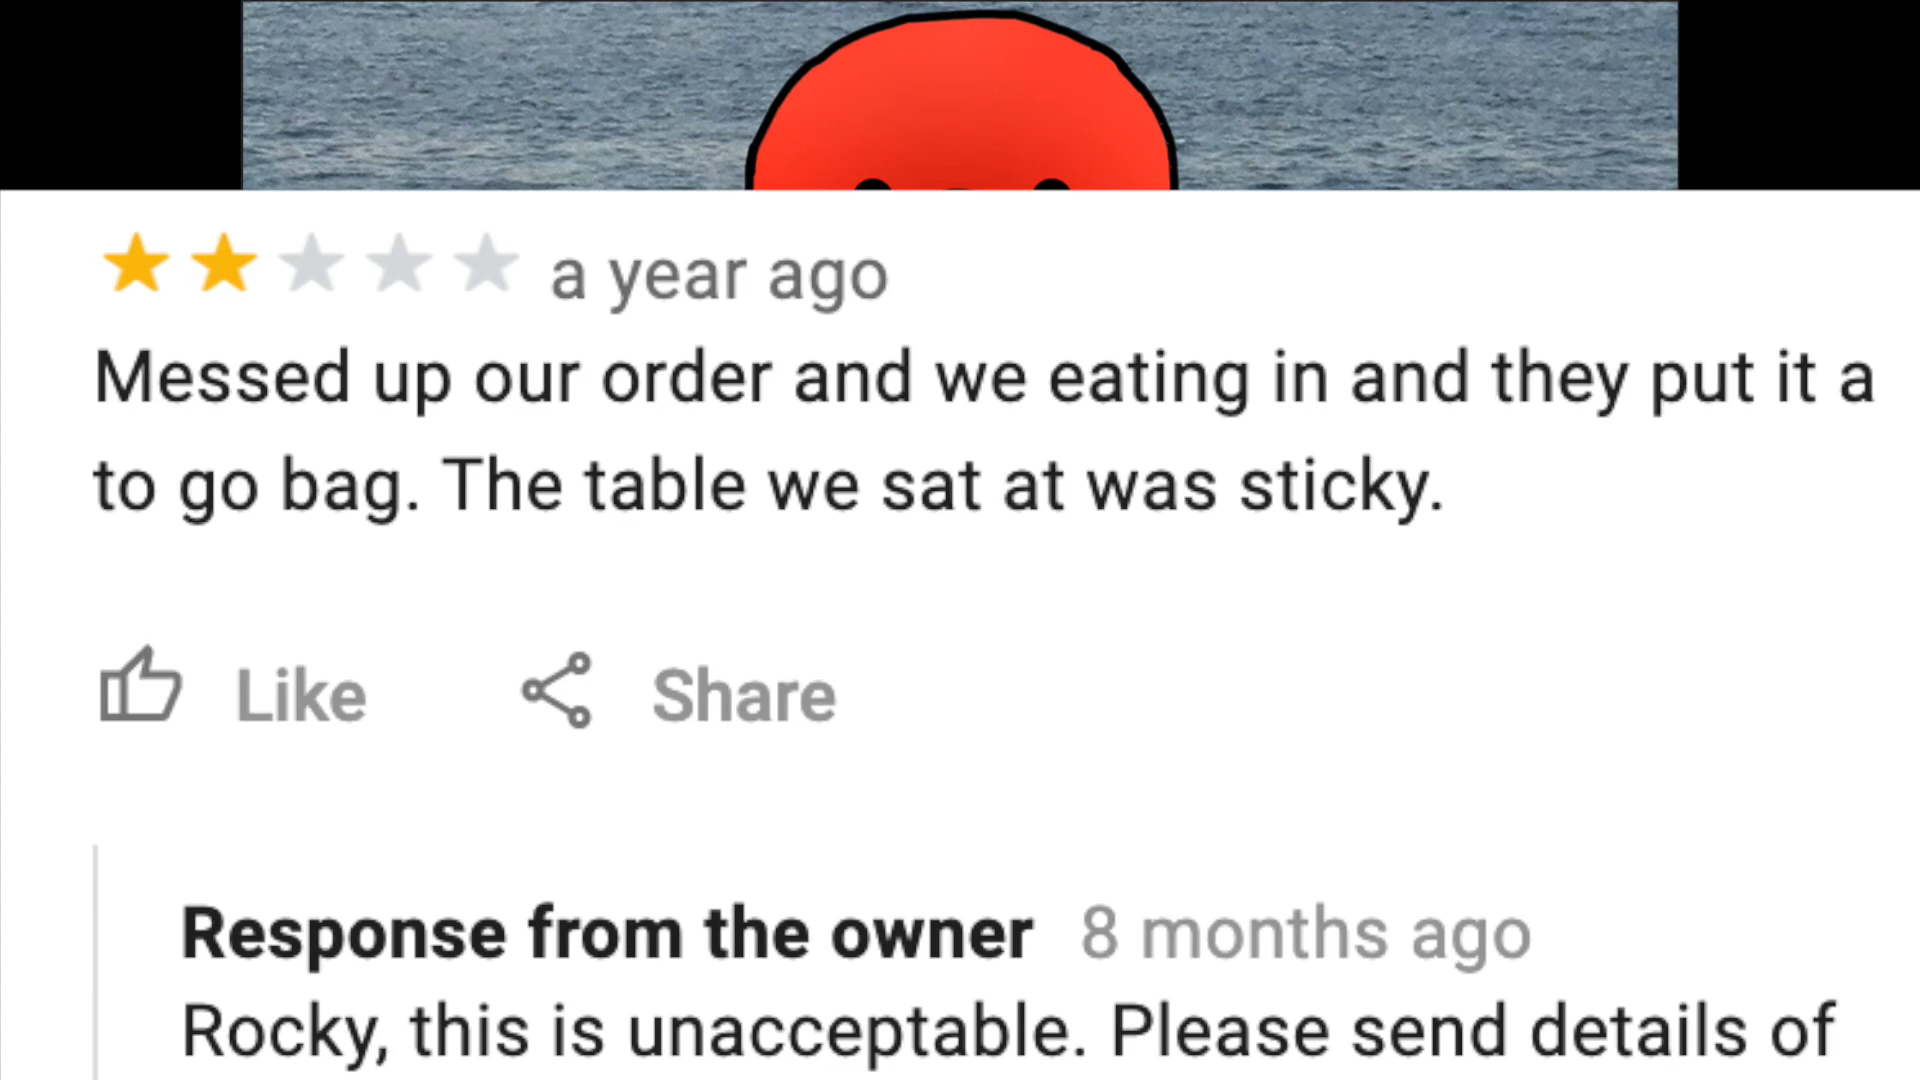 a year ago
Messed up our order and we eating in and they put it a
to go bag. The table we sat at was sticky.
Like Share
Response from the owner 8 months ago
Rocky, this is unacceptable. Please send details of